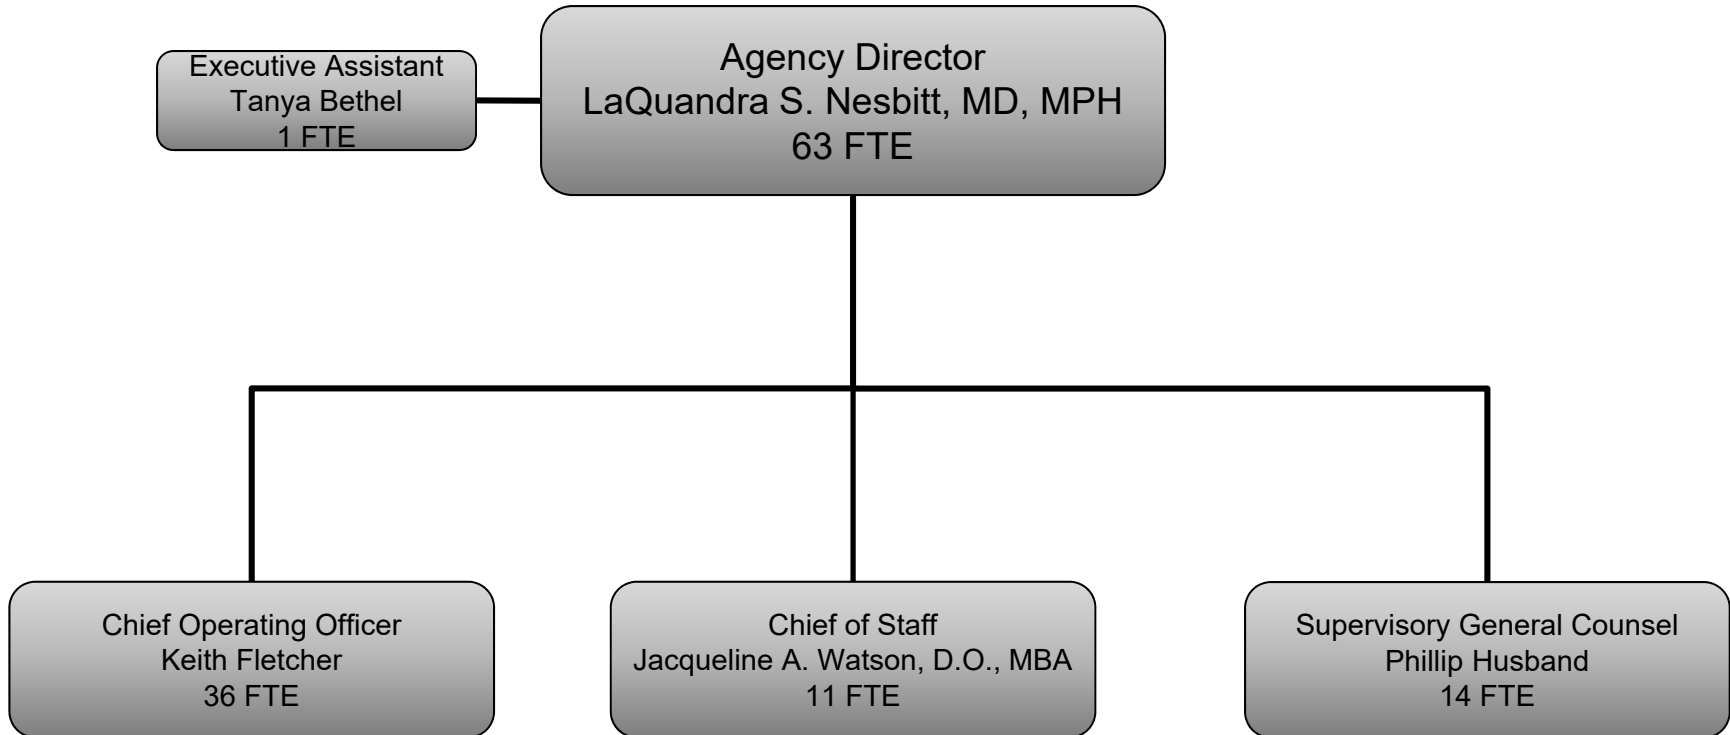 Executive Assistant
Tanya Bethel
1 FTE
Agency Director
LaQuandra S. Nesbitt, MD, MPH
63 FTE
Chief Operating Officer
Keith Fletcher
36 FTE
Chief of Staff
Jacqueline A. Watson, D.O., MBA
11 FTE
Supervisory General Counsel
Phillip Husband
14 FTE